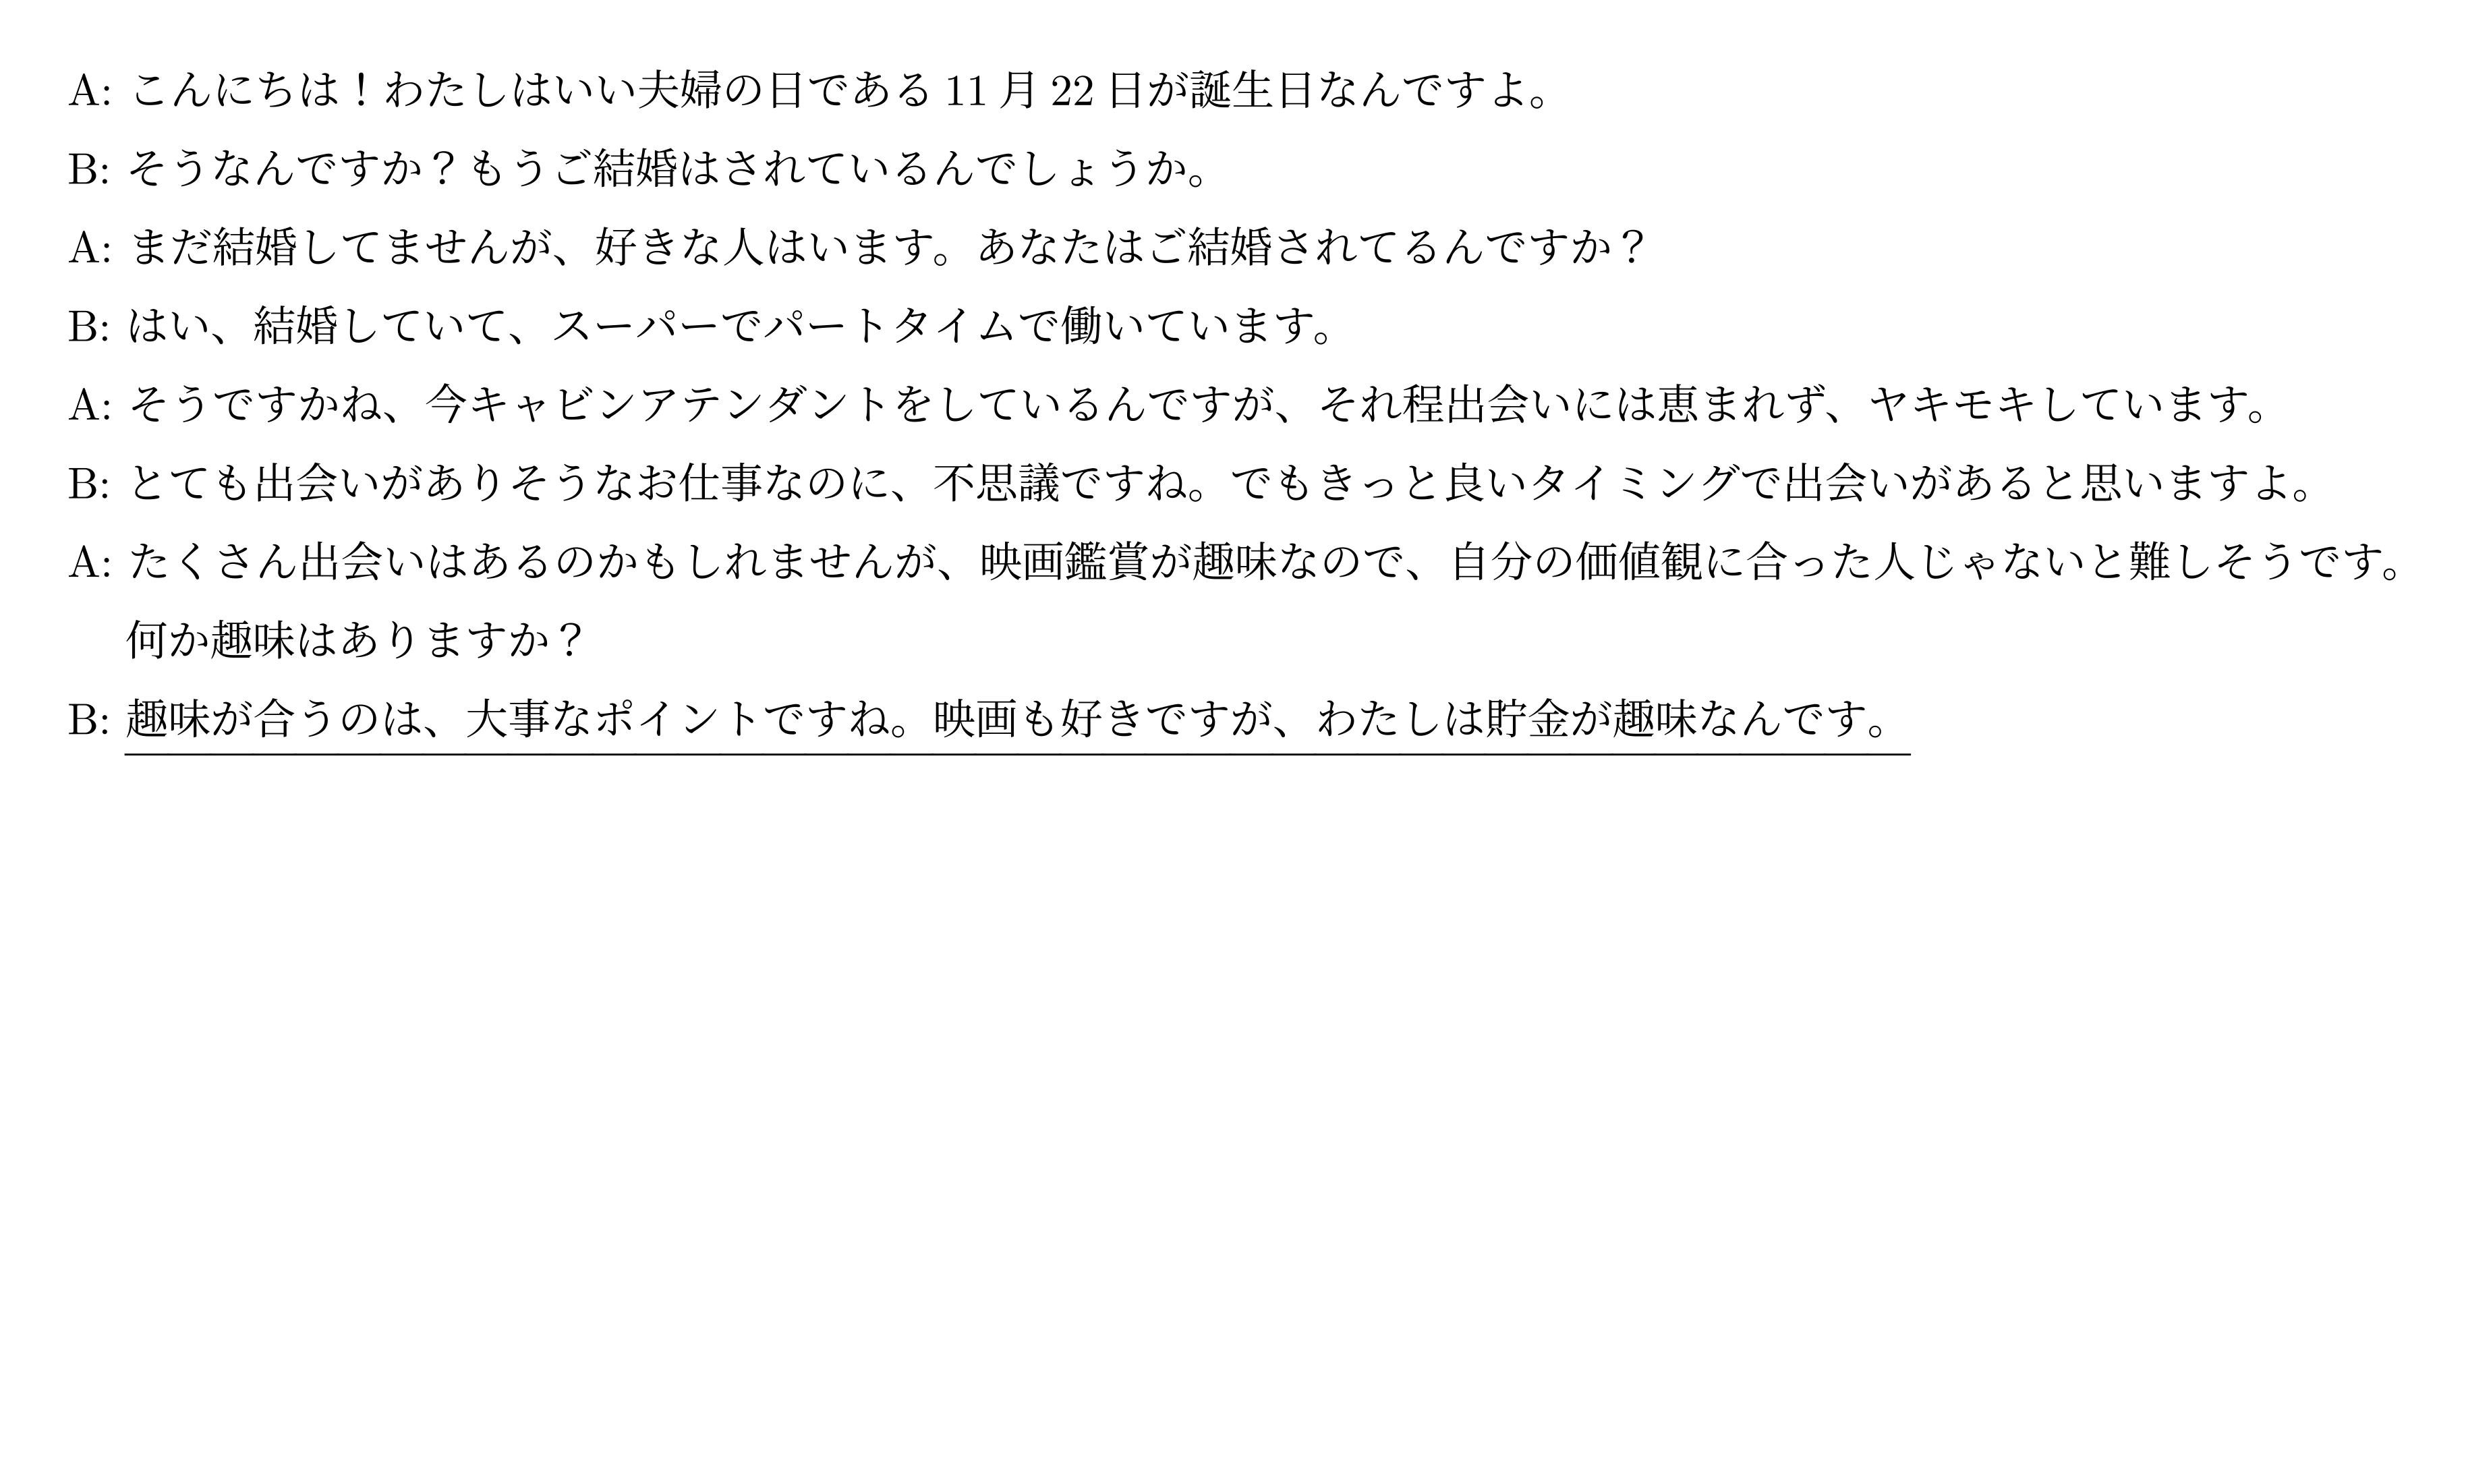 A: こんにちは！わたしはいい夫婦の日である 11 月 22 日が誕生日なんですよ。
B: そうなんですか？もうご結婚はされているんでしょうか。
A: まだ結婚してませんが、好きな人はいます。あなたはご結婚されてるんですか？
B: はい、結婚していて、スーパーでパートタイムで働いています。
A: そうですかね、今キャビンアテンダントをしているんですが、それ程出会いには恵まれず、ヤキモキしています。
B: とても出会いがありそうなお仕事なのに、不思議ですね。でもきっと良いタイミングで出会いがあると思いますよ。
A: たくさん出会いはあるのかもしれませんが、映画鑑賞が趣味なので、自分の価値観に合った人じゃないと難しそうです。
何か趣味はありますか？
B: 趣味が合うのは、大事なポイントですね。映画も好きですが、わたしは貯金が趣味なんです。